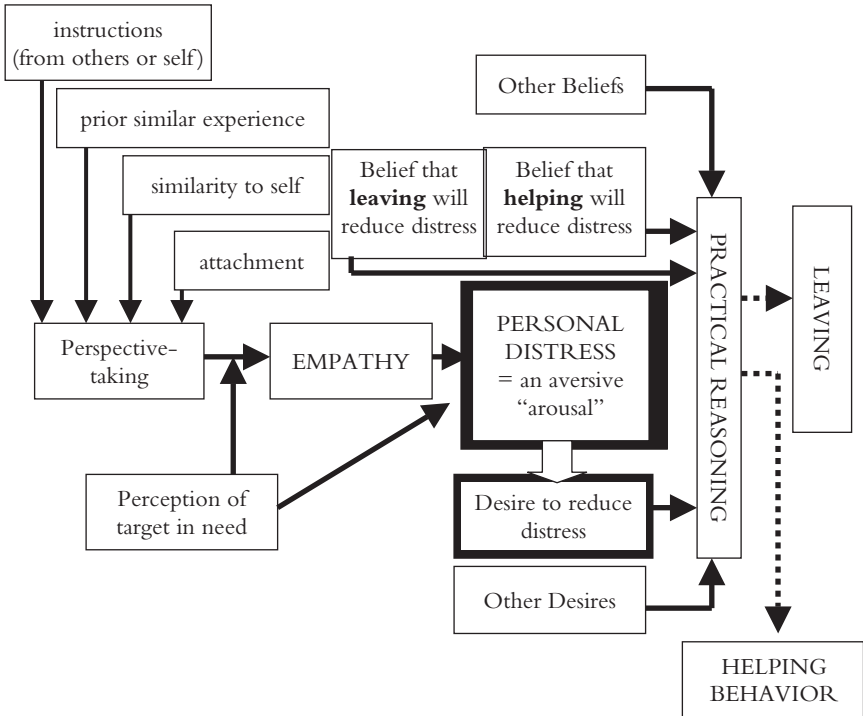 instructions
(from others or self)
prior similar experience
similarity to self
attachment
Other Beliefs
Belief that
leaving will
reduce distress
Belief that
helping will
reduce distress
Perspective-
taking
EMPATHY
PERSONAL
DISTRESS
= an aversive
“arousal”
Perception of
target in need
Desire to reduce
distress
Other Desires
PRACTICAL REASONING
LEAVING
HELPING
BEHAVIOR